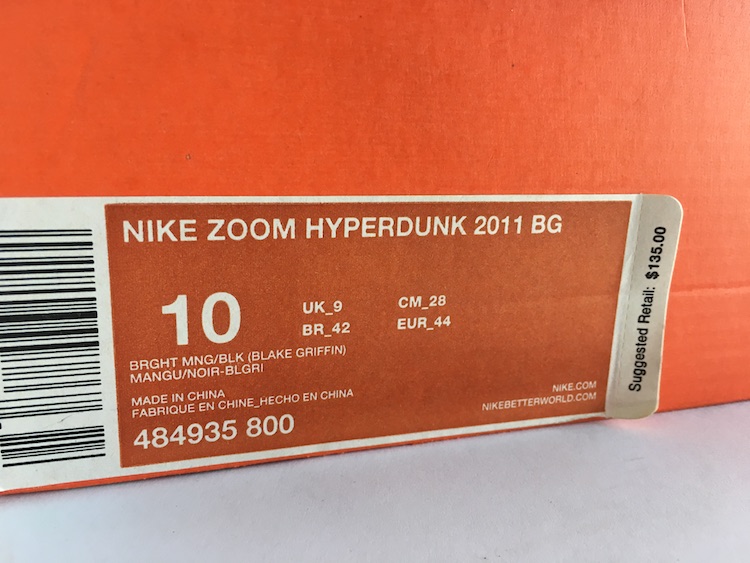 NIKE ZOOM HYPERDUNK 2011 BG
10
UK_9 CM_28
BR_42 EUR_44
BRGHT MNG/BLK (BLAKE GRIFFIN)
MANGU/NOIR-BLGRI
MADE IN CHINA
FABRIQUE EN CHINE_HECHO EN CHINA
484935 800
NIKE.COM
NIKEBETTERWORLD.COM
Suggested Retail: $135.00